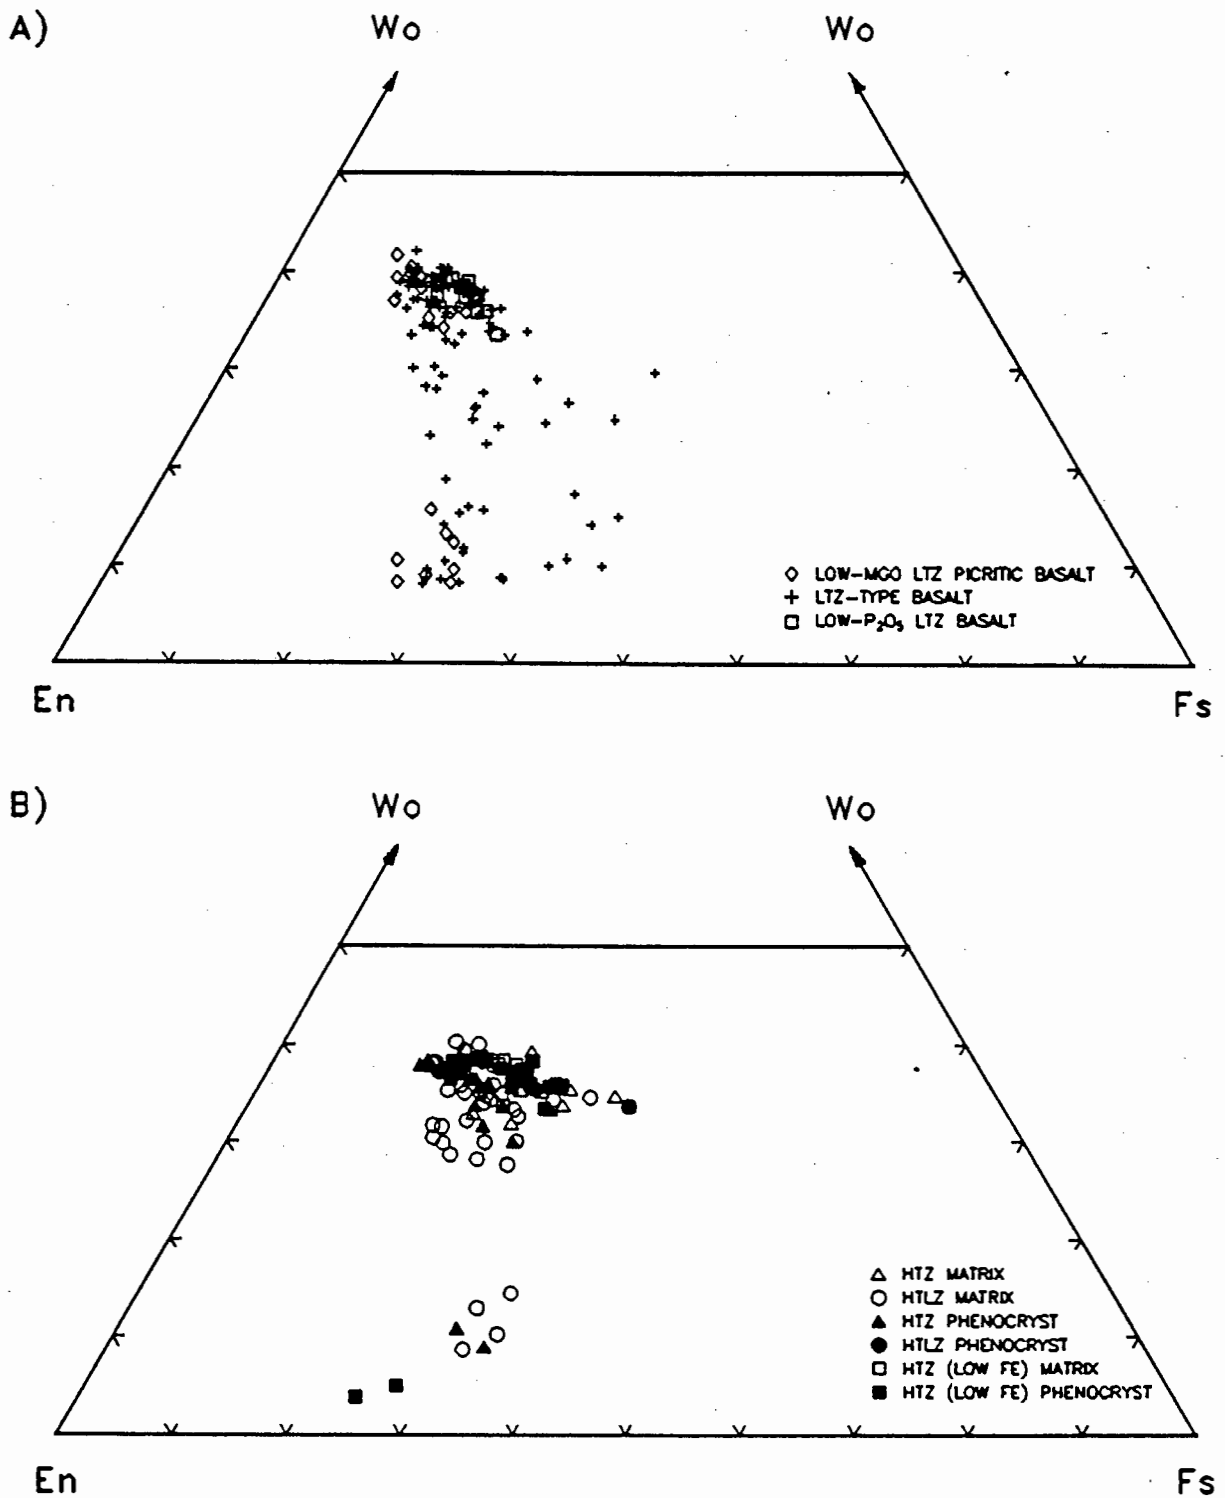 A)
Wo
Wo
LOW-MGO LTZ PICRITIC BASALT
LTZ-TYPE BASALT
LOW-P₂O₅ LTZ BASALT
En
Fs
B)
Wo
Wo
HTZ MATRIX
HTLZ MATRIX
HTZ PHENOCRYST
HTLZ PHENOCRYST
HTZ (LOW FE) MATRIX
HTZ (LOW FE) PHENOCRYST
En
Fs